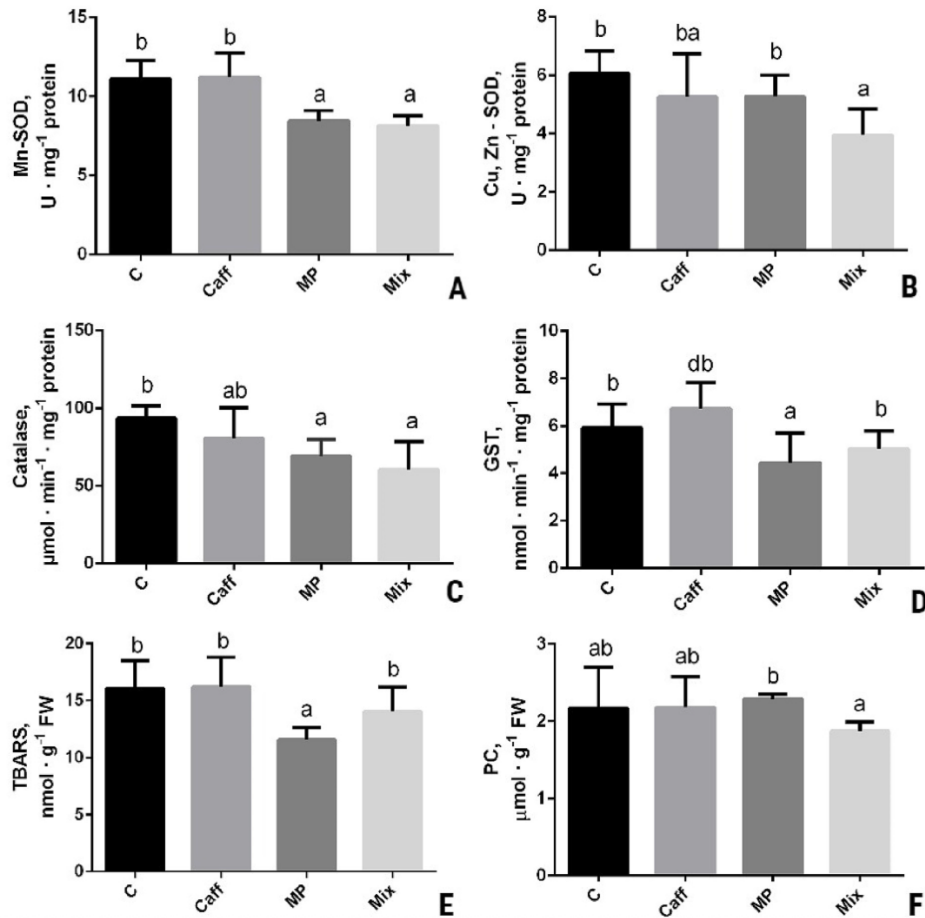 Mn-SOD,
U · mg⁻¹ protein
15
10
5
0
b
b
a
a
C
Caff
MP
Mix
A
Cu, Zn - SOD,
U · mg⁻¹ protein
8
6
4
2
0
b
ba
b
a
C
Caff
MP
Mix
B
Catalase,
µmol · min⁻¹ · mg⁻¹ protein
150
100
50
0
b
ab
a
a
C
Caff
MP
Mix
C
GST,
nmol · min⁻¹ · mg⁻¹ protein
10
8
6
4
2
0
b
db
a
b
C
Caff
MP
Mix
D
TBARS,
nmol · g⁻¹ FW
20
15
10
5
0
b
b
a
b
C
Caff
MP
Mix
E
PC,
µmol · g⁻¹ FW
3
2
1
0
ab
ab
b
a
C
Caff
MP
Mix
F